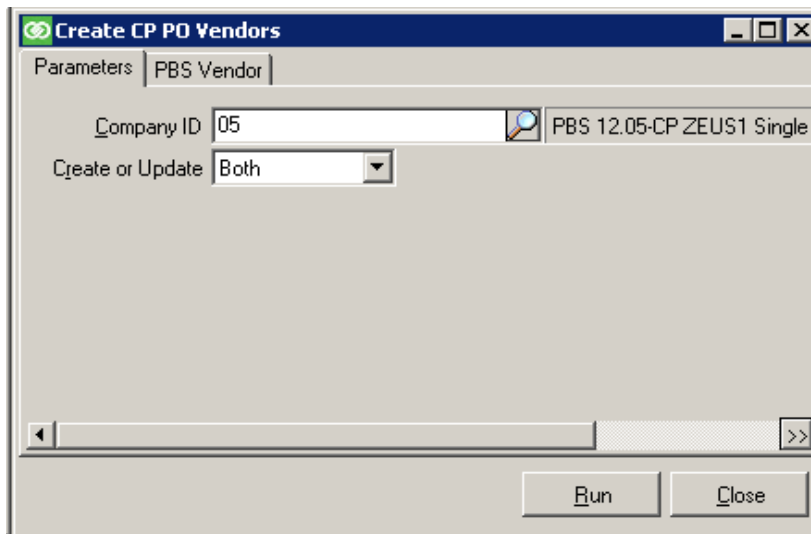 Create CP PO Vendors
Parameters PBS Vendor
Company ID 05 PBS 12.05-CP ZEUS1 Single
Create or Update Both
>>
Run Close